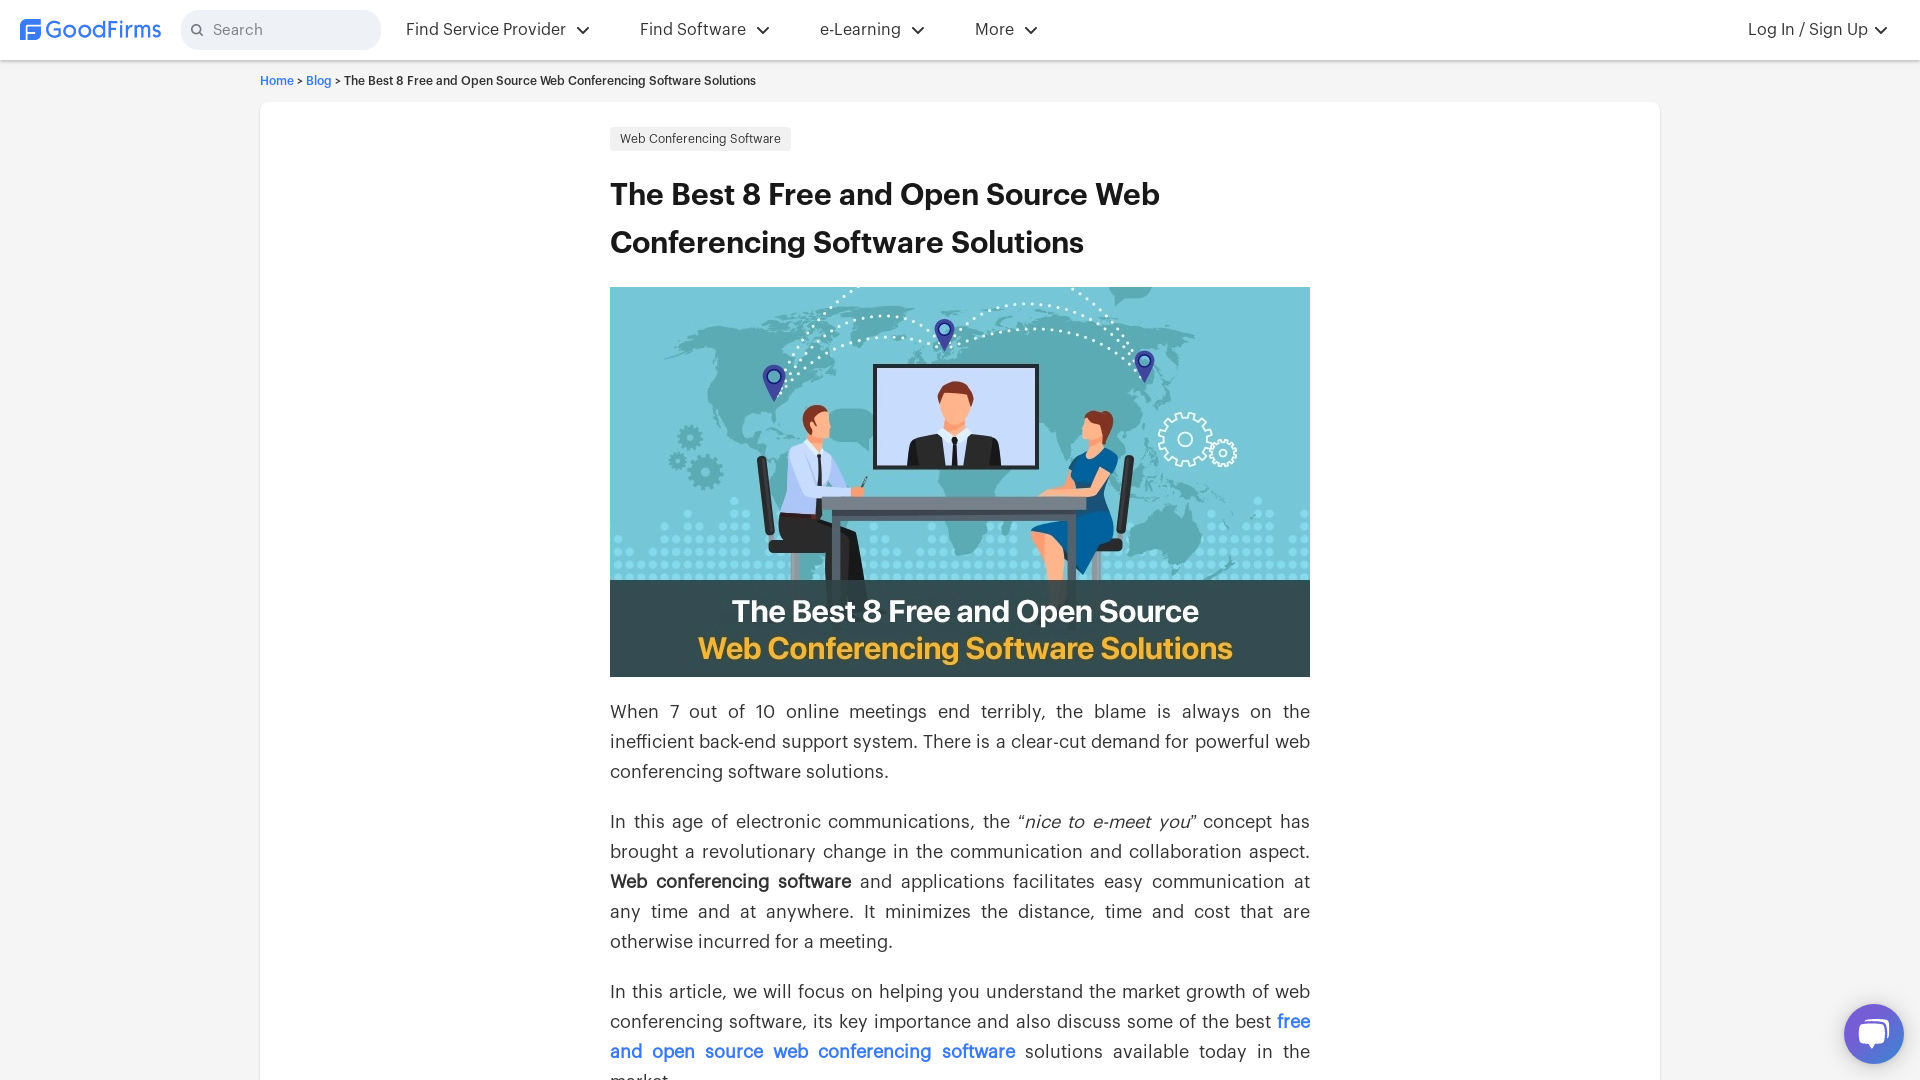 GoodFirms
Search
Find Service Provider
Find Software
e-Learning
More
Log In / Sign Up
Home > Blog > The Best 8 Free and Open Source Web Conferencing Software Solutions
Web Conferencing Software
The Best 8 Free and Open Source Web
Conferencing Software Solutions
The Best 8 Free and Open Source
Web Conferencing Software Solutions
When 7 out of 10 online meetings end terribly, the blame is always on the
inefficient back-end support system. There is a clear-cut demand for powerful web
conferencing software solutions.
In this age of electronic communications, the “nice to e-meet you” concept has
brought a revolutionary change in the communication and collaboration aspect.
Web conferencing software and applications facilitates easy communication at
any time and at anywhere. It minimizes the distance, time and cost that are
otherwise incurred for a meeting.
In this article, we will focus on helping you understand the market growth of web
conferencing software, its key importance and also discuss some of the best free
and open source web conferencing software solutions available today in the
market.